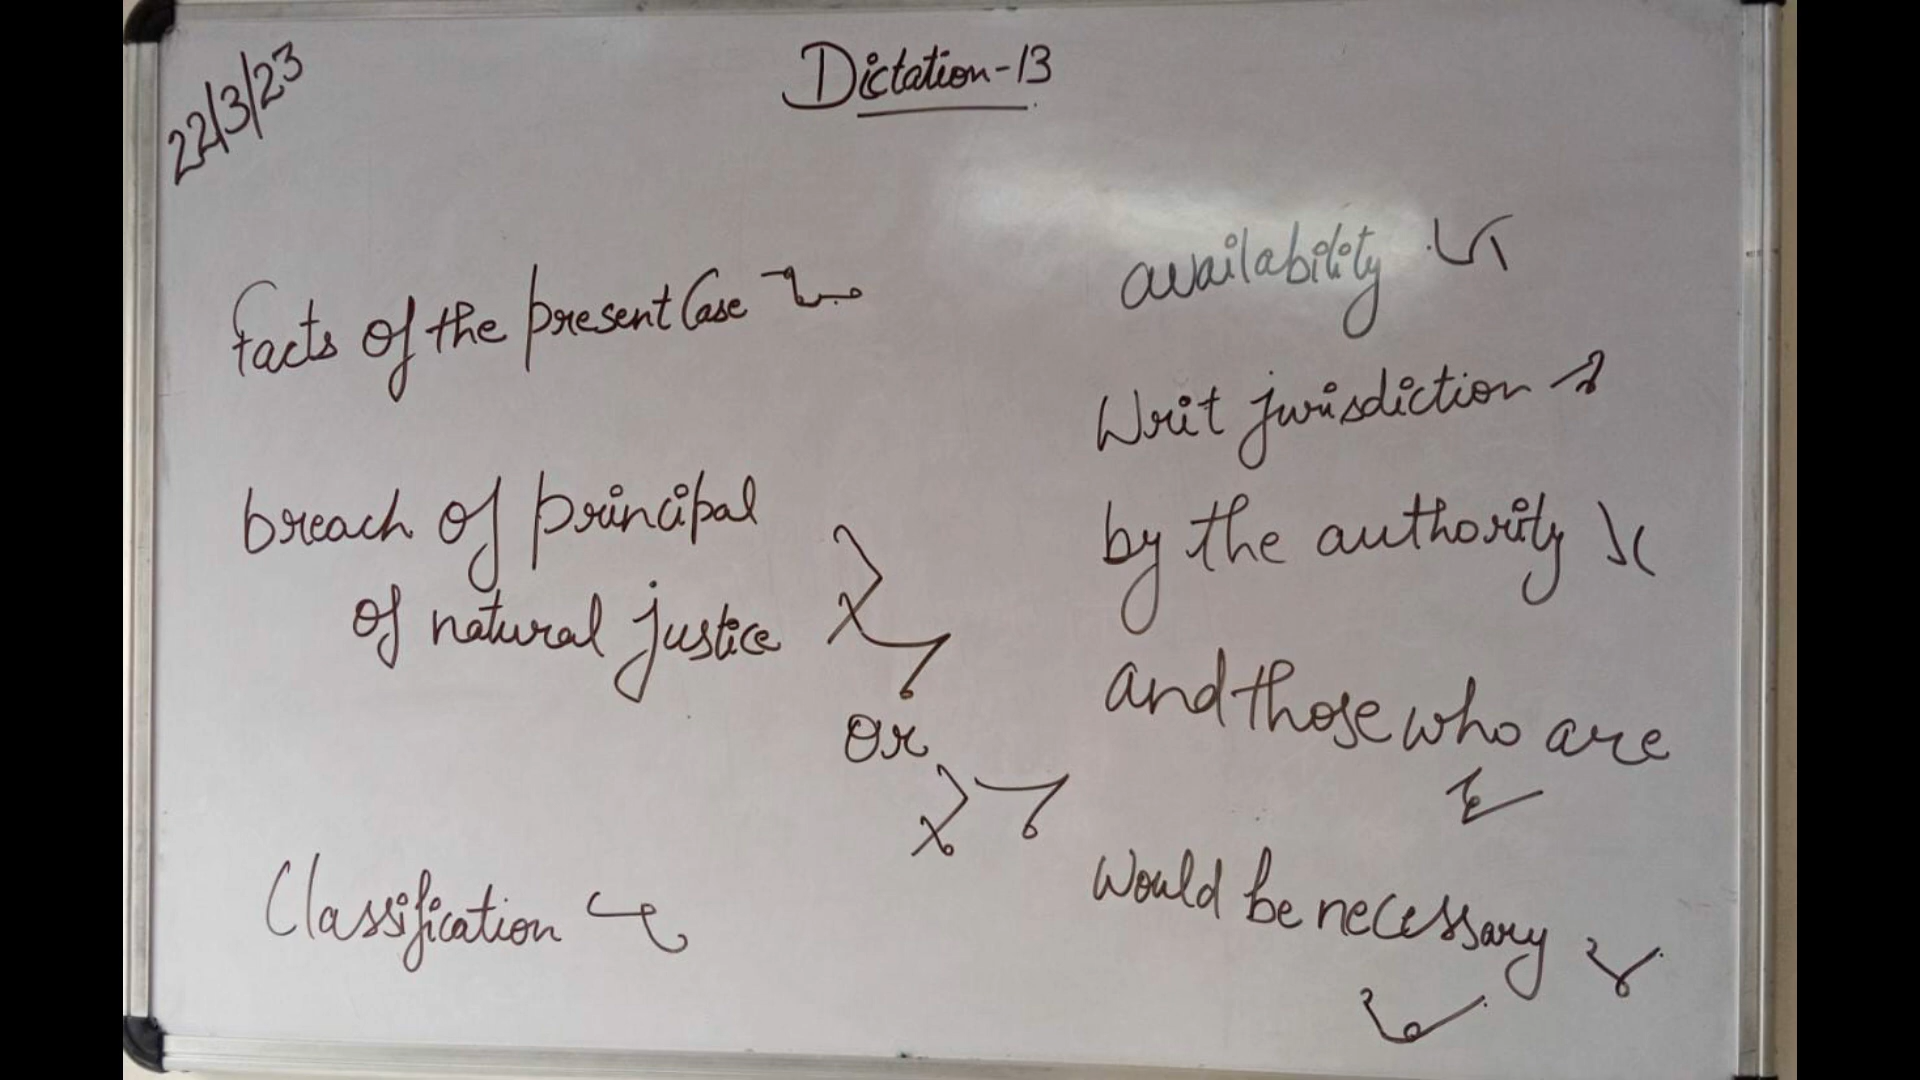 22/3/23
Dictation-13
facts of the present Case
breach of principal
of natural justice
or
Classification
availability
Writ jurisdiction
by the authority
and those who are
Would be necessary